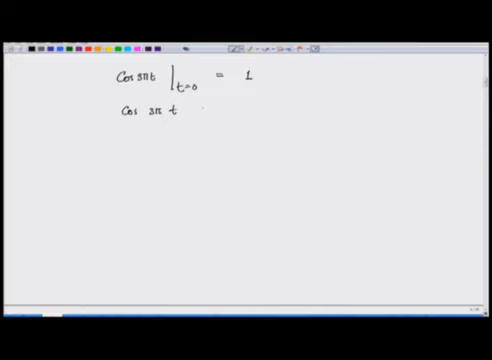 Cos 3πt |t=0 = 1
Cos 3π t